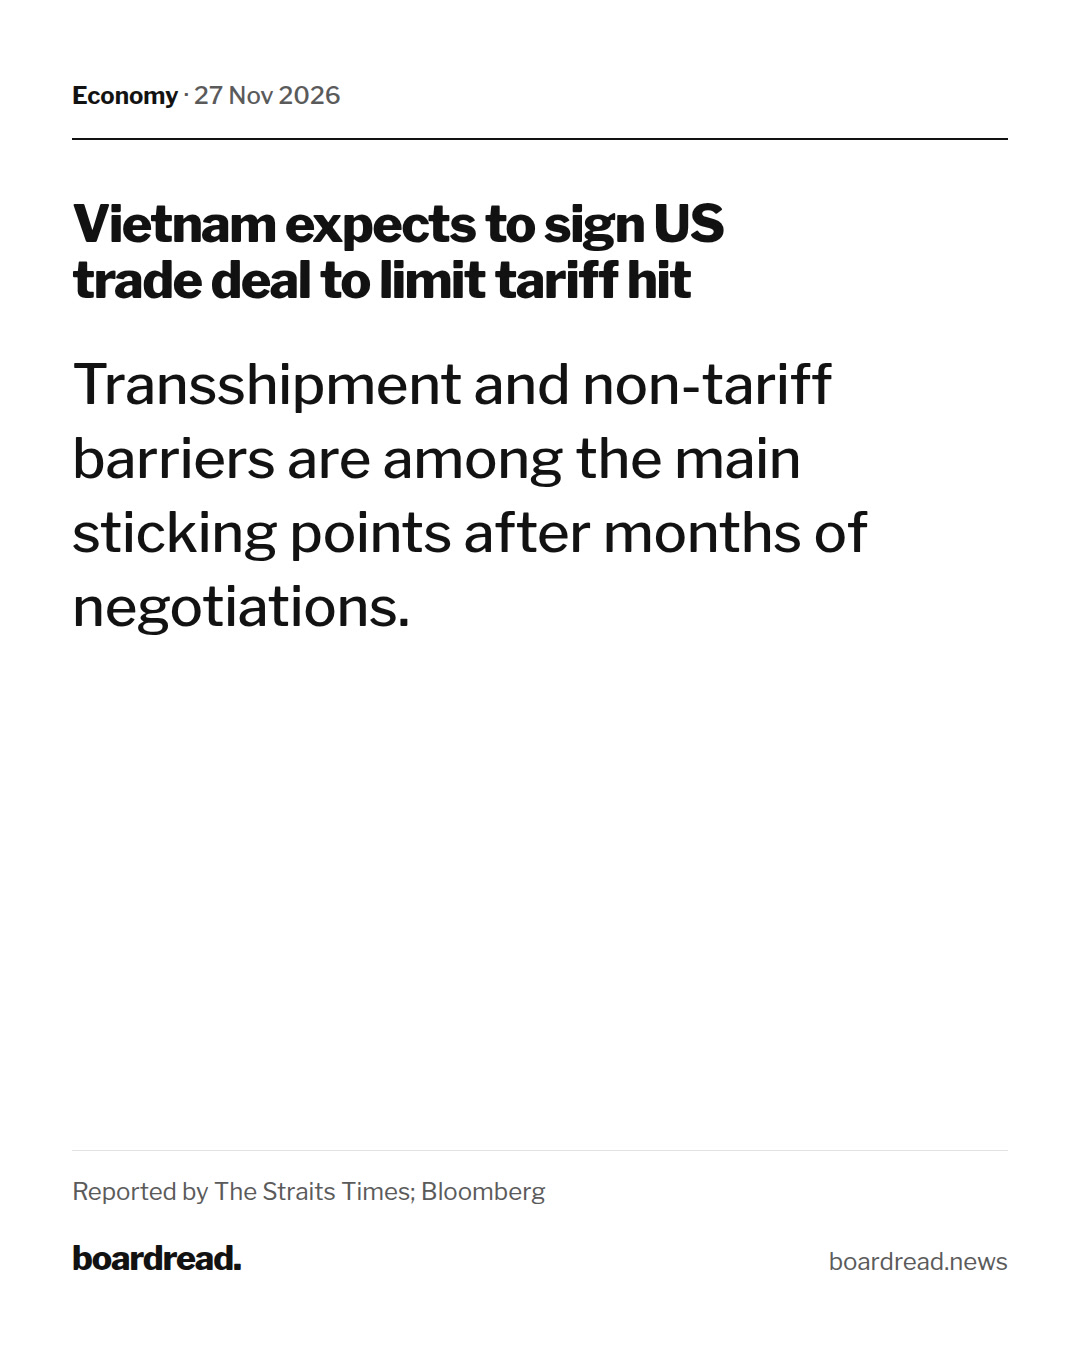 Economy · 27 Nov 2026
Vietnam expects to sign US
trade deal to limit tariff hit
Transshipment and non-tariff
barriers are among the main
sticking points after months of
negotiations.
Reported by The Straits Times; Bloomberg
boardread.
boardread.news